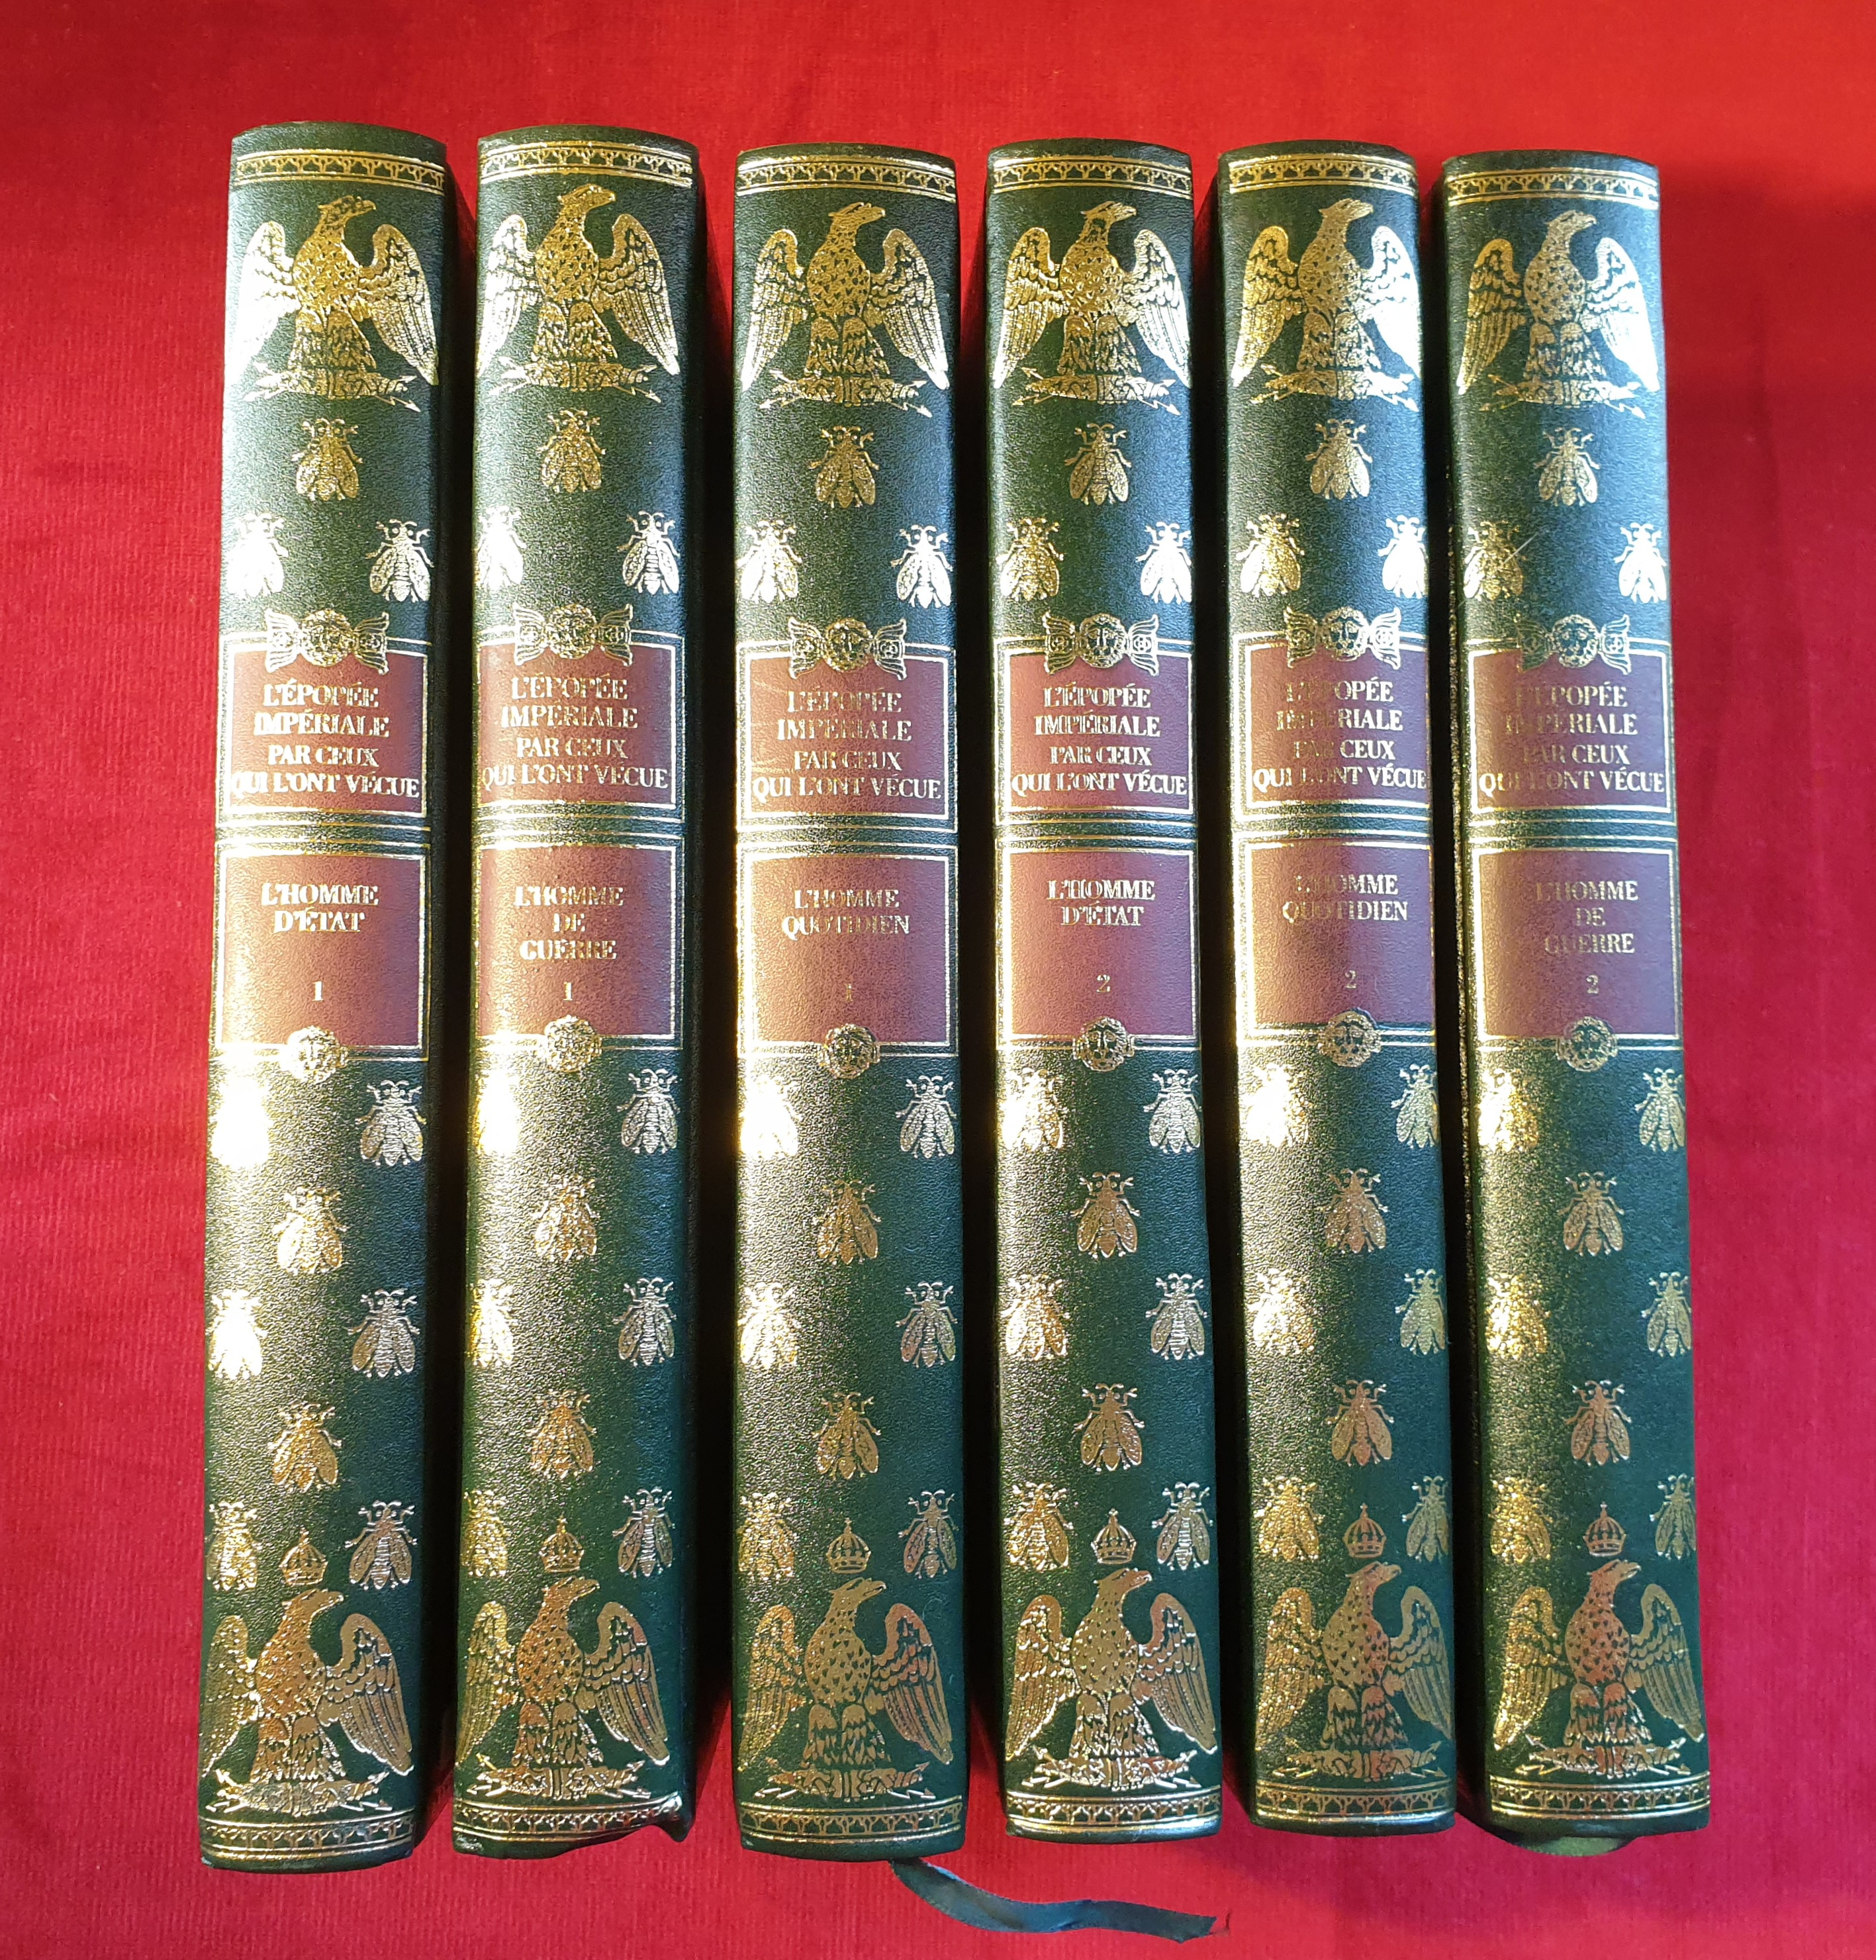 L'ÉPOPÉE
IMPÉRIALE
PAR CEUX
QUI L'ONT VÉCUE
L'HOMME
D'ÉTAT
1
L'ÉPOPÉE
IMPÉRIALE
PAR CEUX
QUI L'ONT VÉCUE
L'HOMME
DE
GUERRE
1
L'ÉPOPÉE
IMPÉRIALE
PAR CEUX
QUI L'ONT VÉCUE
L'HOMME
QUOTIDIEN
1
L'ÉPOPÉE
IMPÉRIALE
PAR CEUX
QUI L'ONT VÉCUE
L'HOMME
D'ÉTAT
2
L'ÉPOPÉE
IMPÉRIALE
PAR CEUX
QUI L'ONT VÉCUE
L'HOMME
QUOTIDIEN
2
L'ÉPOPÉE
IMPÉRIALE
PAR CEUX
QUI L'ONT VÉCUE
L'HOMME
DE
GUERRE
2